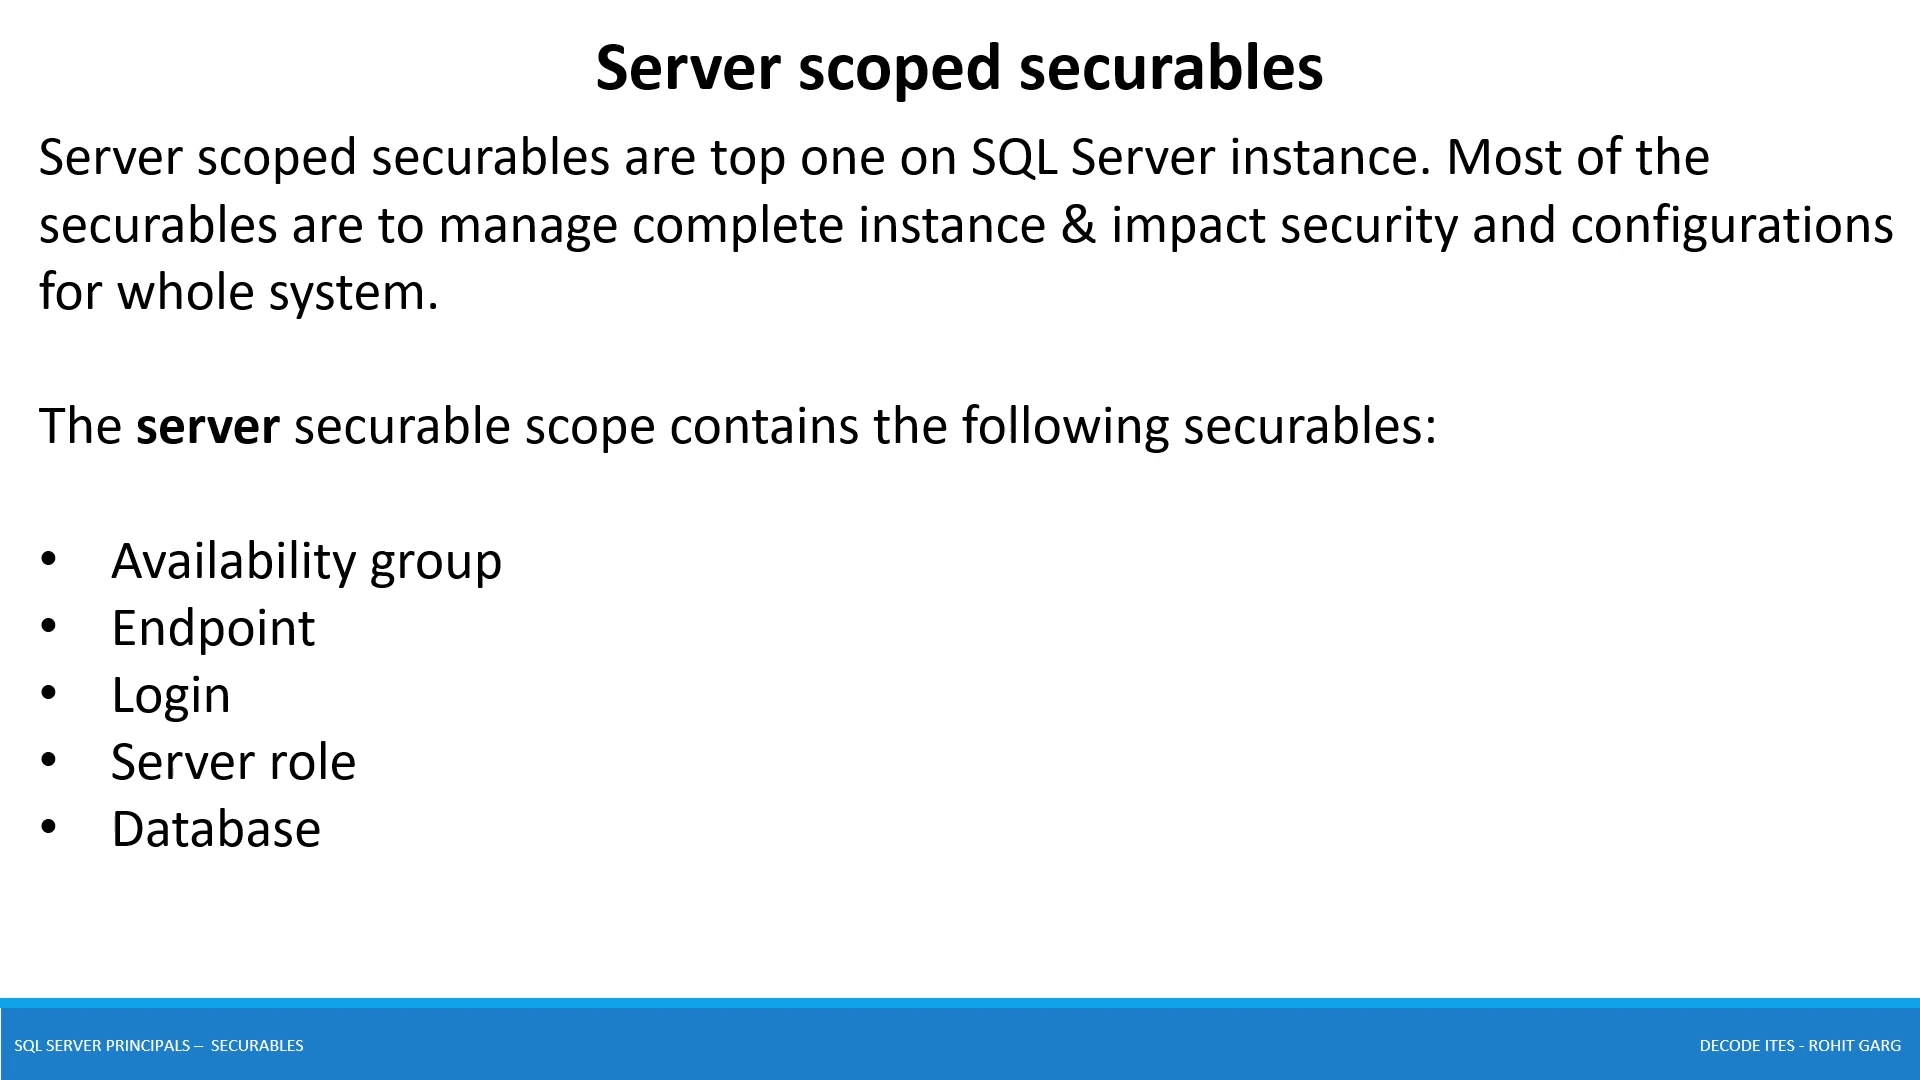 Server scoped securables
Server scoped securables are top one on SQL Server instance. Most of the
securables are to manage complete instance & impact security and configurations
for whole system.
The server securable scope contains the following securables:
• Availability group
• Endpoint
• Login
• Server role
• Database
SQL SERVER PRINCIPALS – SECURABLES
DECODE ITES - ROHIT GARG